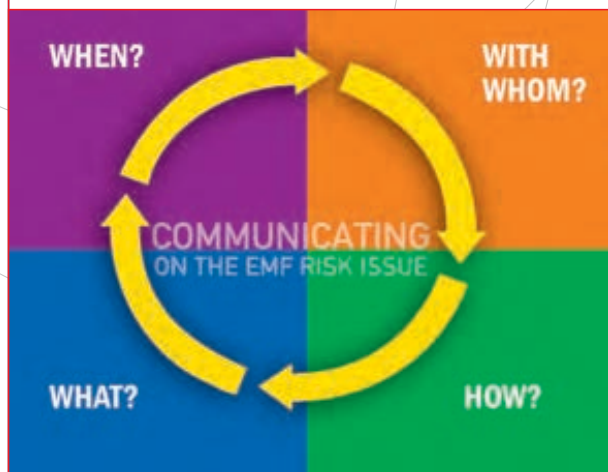 WHEN?
WITH
WHOM?
COMMUNICATING
ON THE EMF RISK ISSUE
WHAT?
HOW?